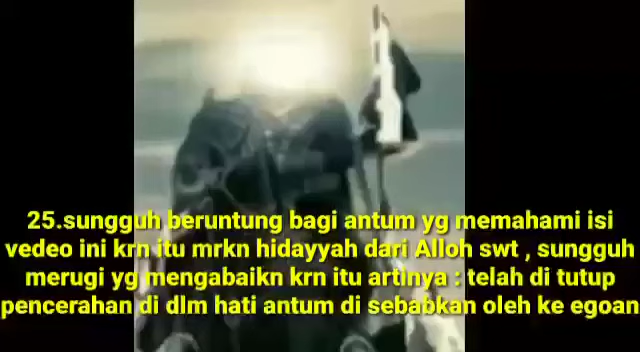 25.sungguh beruntung bagi antum yg memahami isi
vedeo ini krn itu mrkn hidayyah dari Alloh swt , sungguh
merugi yg mengabaikn krn itu artinya : telah di tutup
pencerahan di dlm hati antum di sebabkan oleh ke egoan